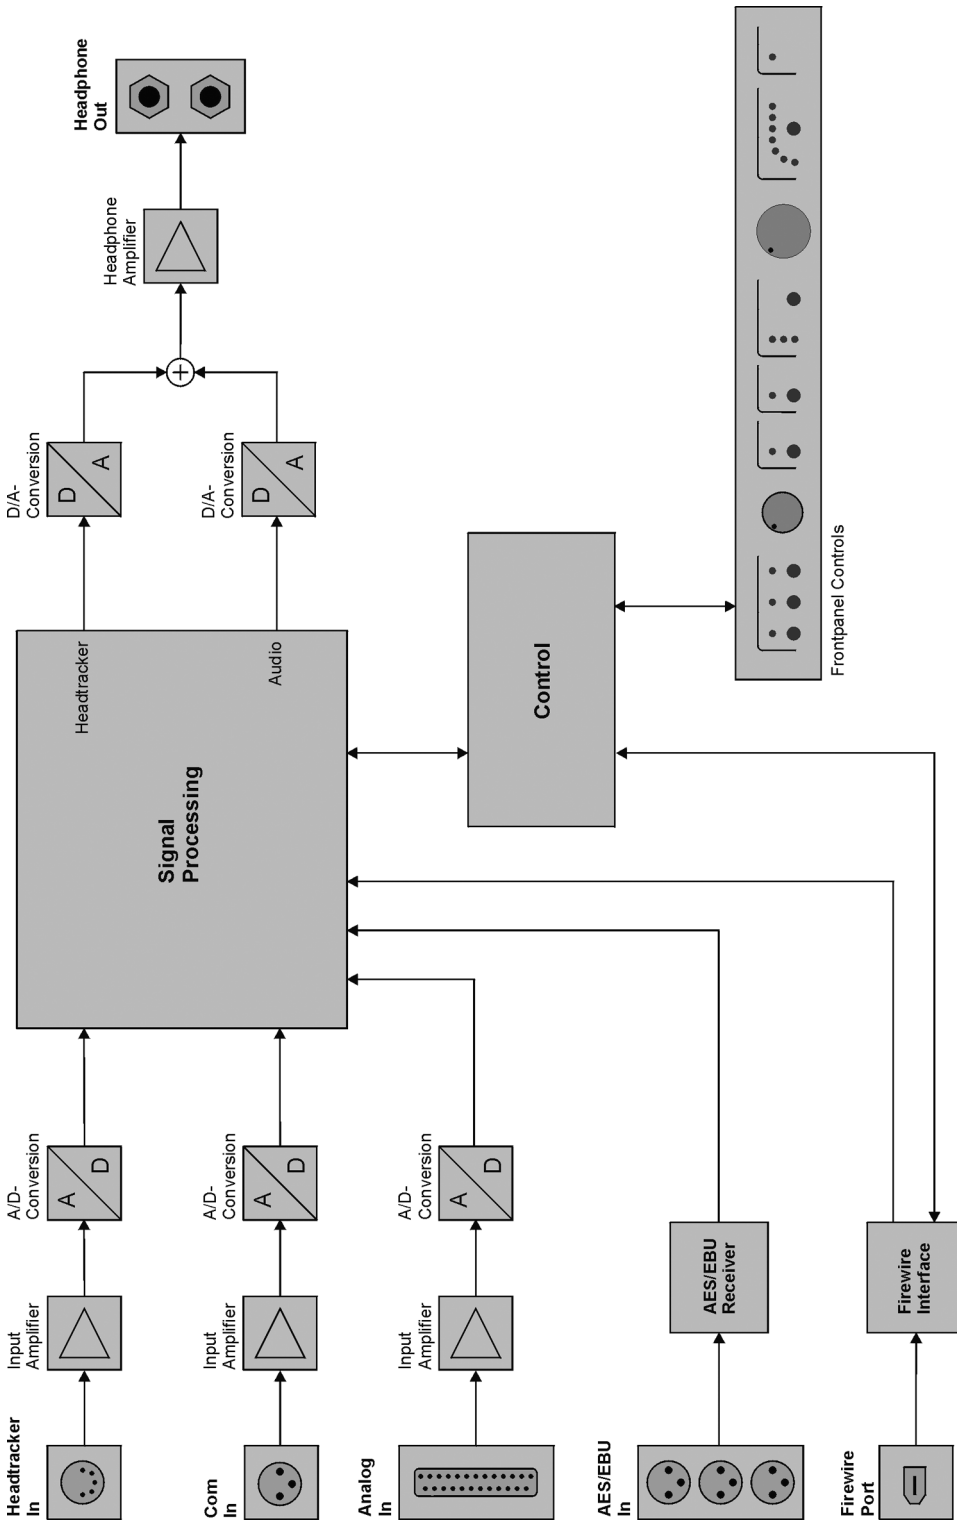 Headtracker
In
Input
Amplifier
A/D-
Conversion
A
D
Com
In
Input
Amplifier
A/D-
Conversion
A
D
Analog
In
Input
Amplifier
A/D-
Conversion
A
D
AES/EBU
In
AES/EBU
Receiver
Firewire
Port
Firewire
Interface
Signal
Processing
Headtracker
Audio
Control
D/A-
Conversion
D
A
D/A-
Conversion
D
A
+
Headphone
Amplifier
Headphone
Out
Frontpanel Controls